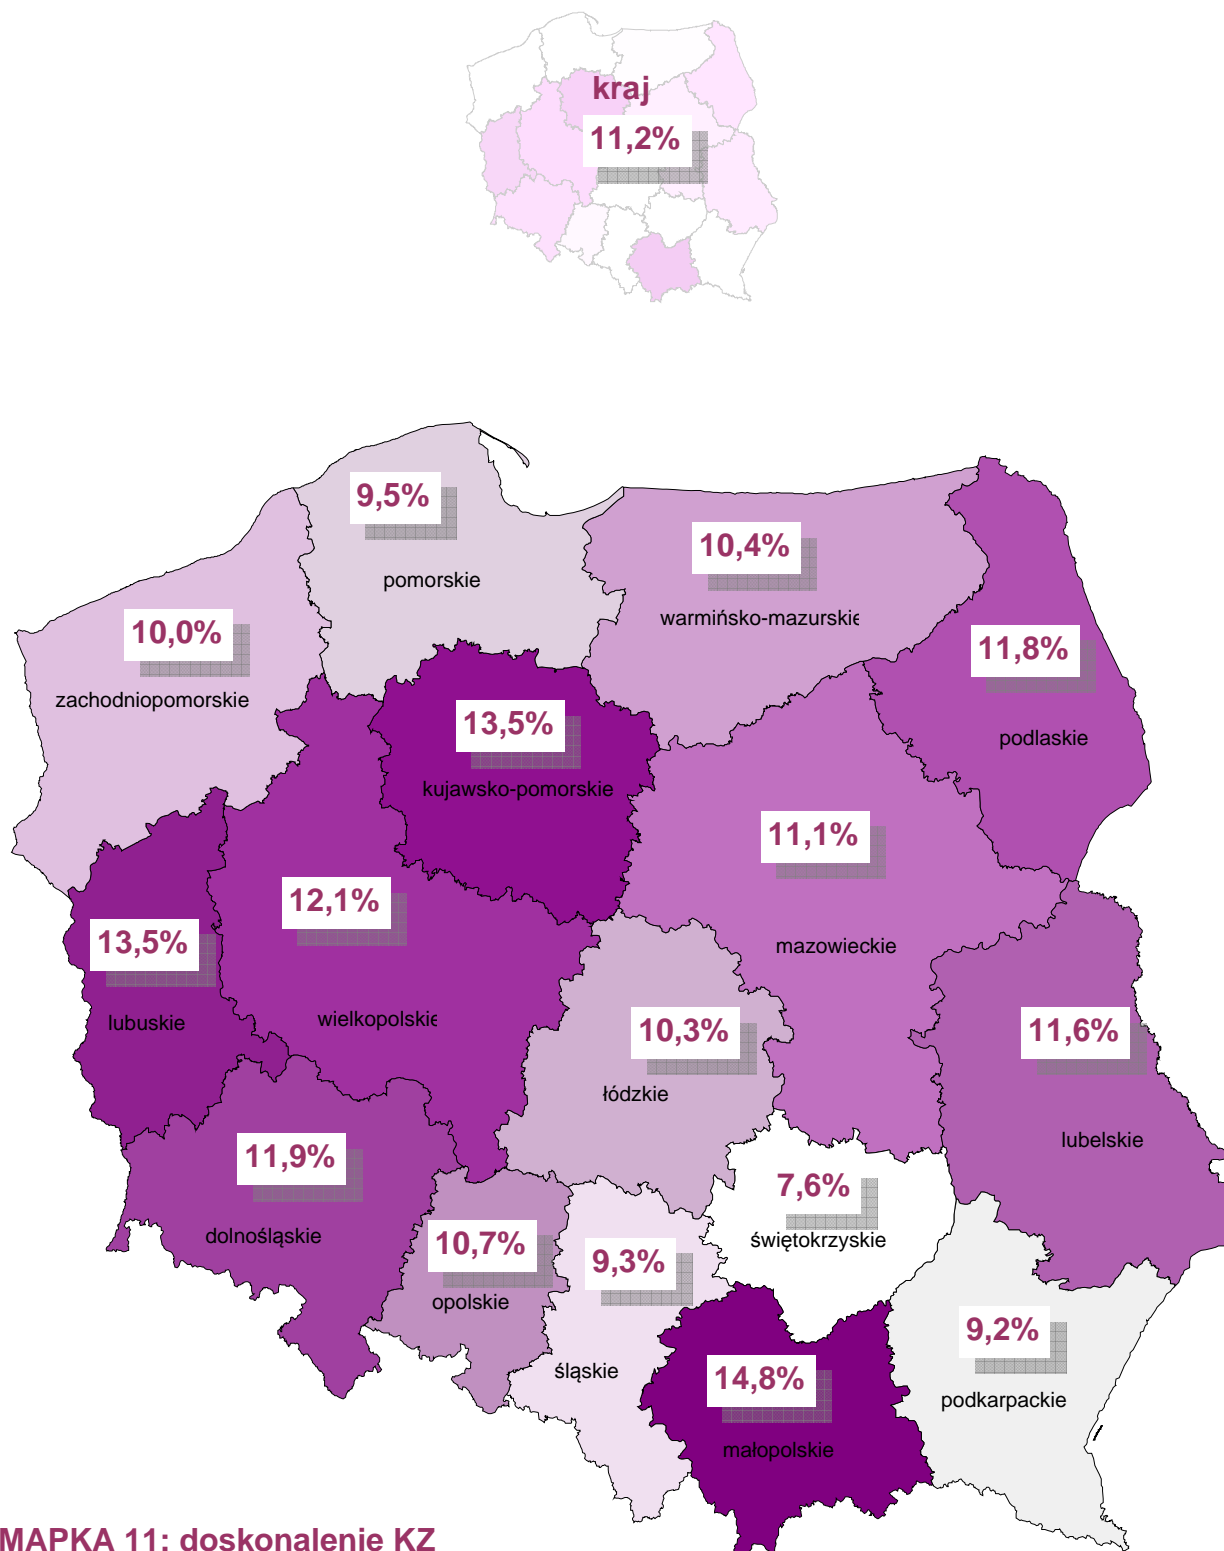 kraj
11,2%
9,5%
pomorskie
10,4%
warmińsko-mazurskie
10,0%
zachodniopomorskie
11,8%
podlaskie
13,5%
kujawsko-pomorskie
11,1%
mazowieckie
12,1%
wielkopolskie
13,5%
lubuskie
10,3%
łódzkie
11,6%
lubelskie
11,9%
dolnośląskie
7,6%
świętokrzyskie
10,7%
opolskie
9,3%
śląskie
9,2%
podkarpackie
14,8%
małopolskie
MAPKA 11: doskonalenie KZ